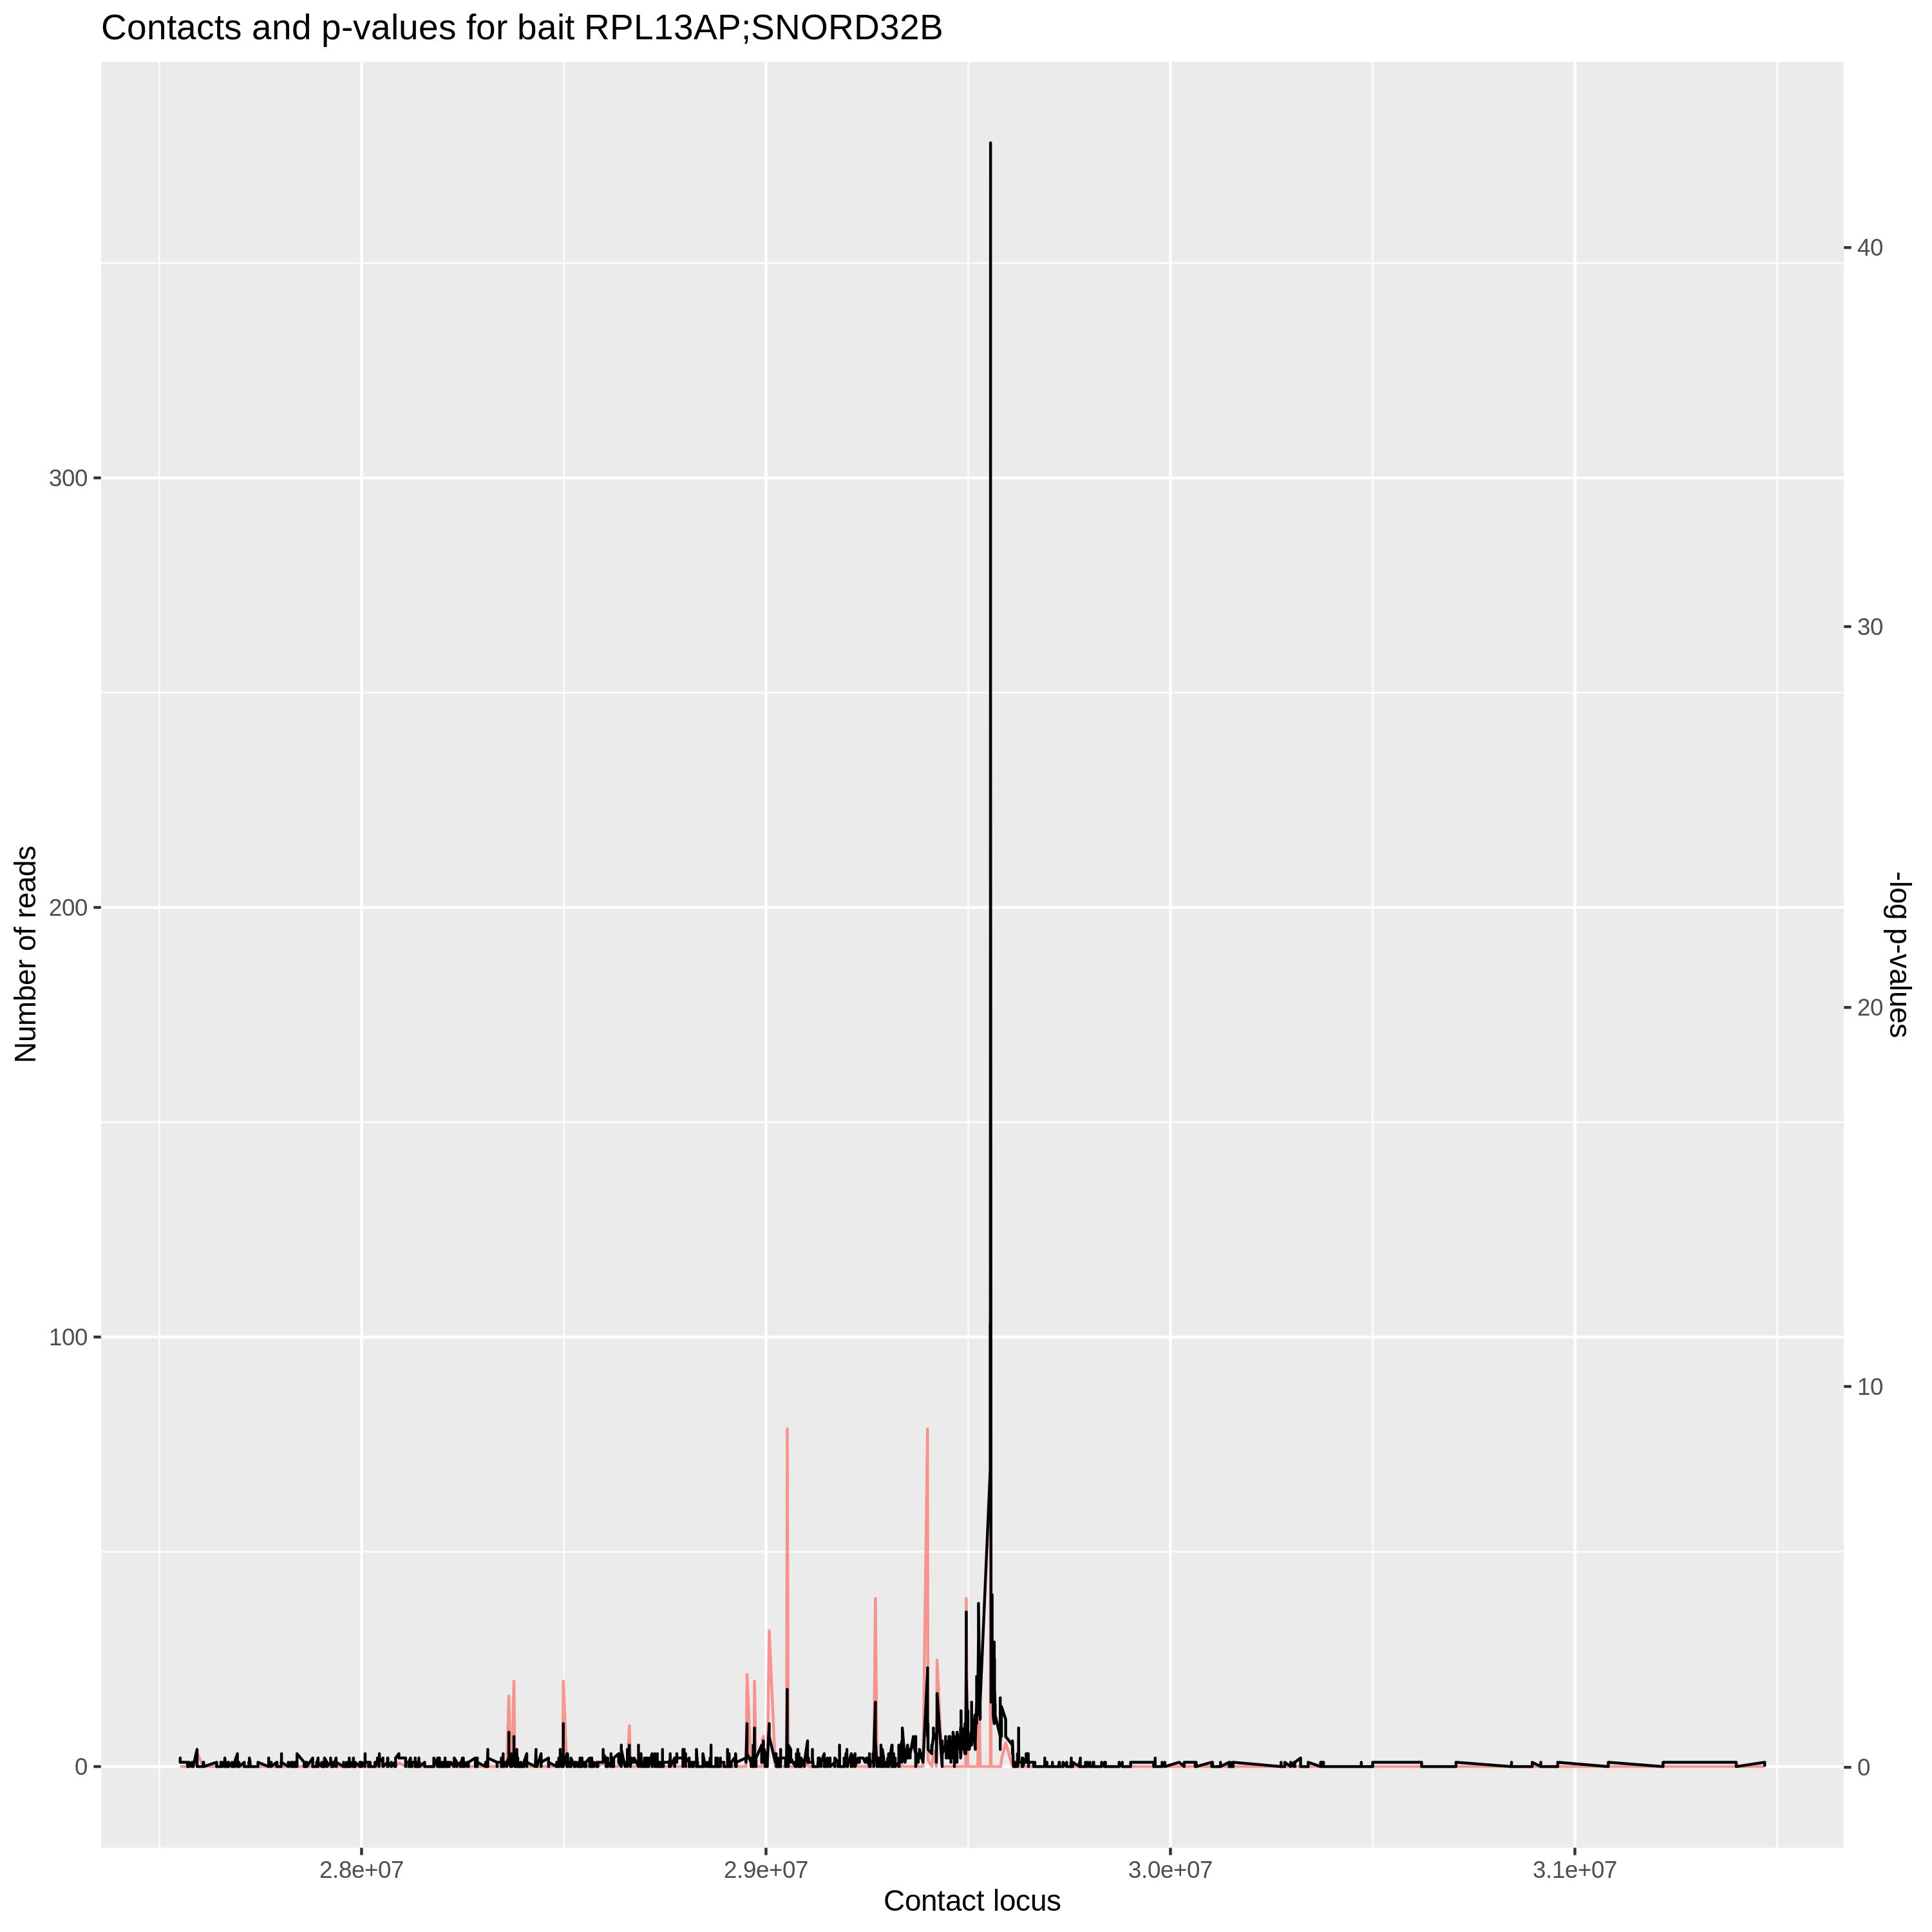 Contacts and p-values for bait RPL13AP;SNORD32B
300
200
100
0
Number of reads
40
30
20
10
0
-log p-values
2.8e+07
2.9e+07
3.0e+07
3.1e+07
Contact locus